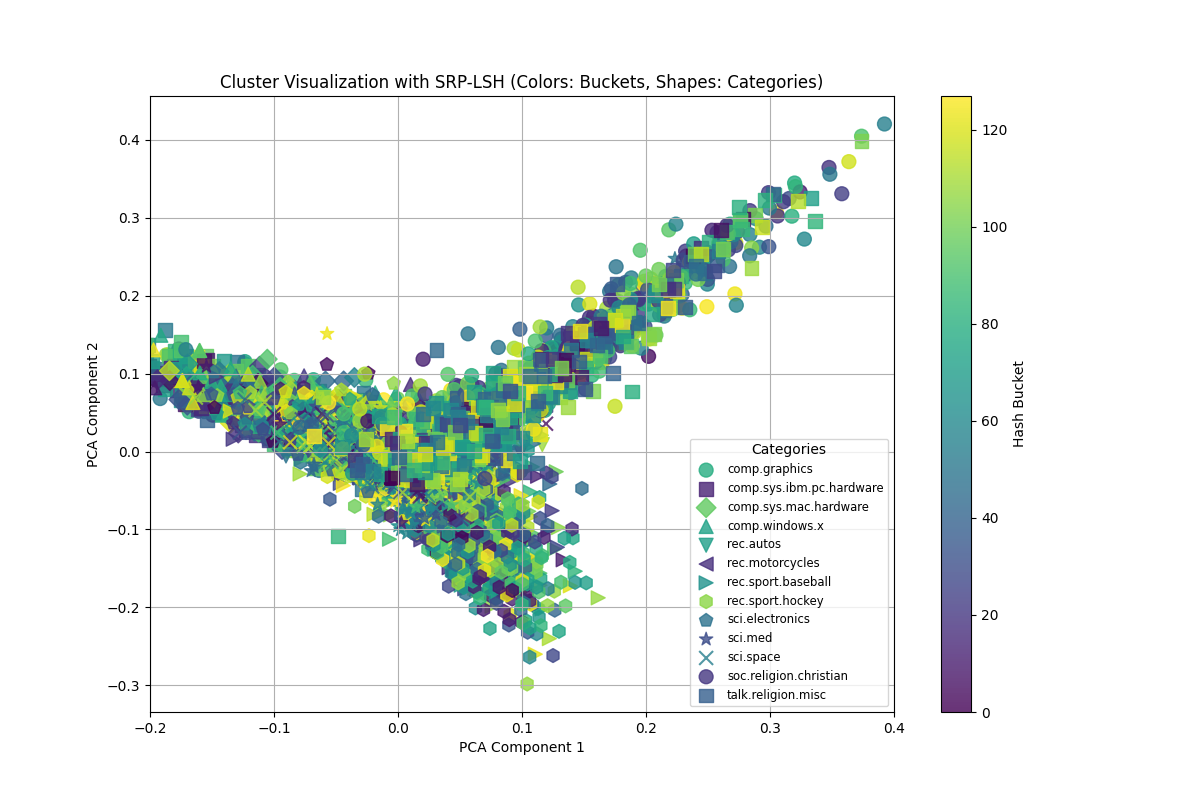 Cluster Visualization with SRP-LSH (Colors: Buckets, Shapes: Categories)
0.4
0.3
0.2
0.1
0.0
−0.1
−0.2
−0.3
PCA Component 2
−0.2
−0.1
0.0
0.1
0.2
0.3
0.4
PCA Component 1
Categories
comp.graphics
comp.sys.ibm.pc.hardware
comp.sys.mac.hardware
comp.windows.x
rec.autos
rec.motorcycles
rec.sport.baseball
rec.sport.hockey
sci.electronics
sci.med
sci.space
soc.religion.christian
talk.religion.misc
120
100
80
60
40
20
0
Hash Bucket